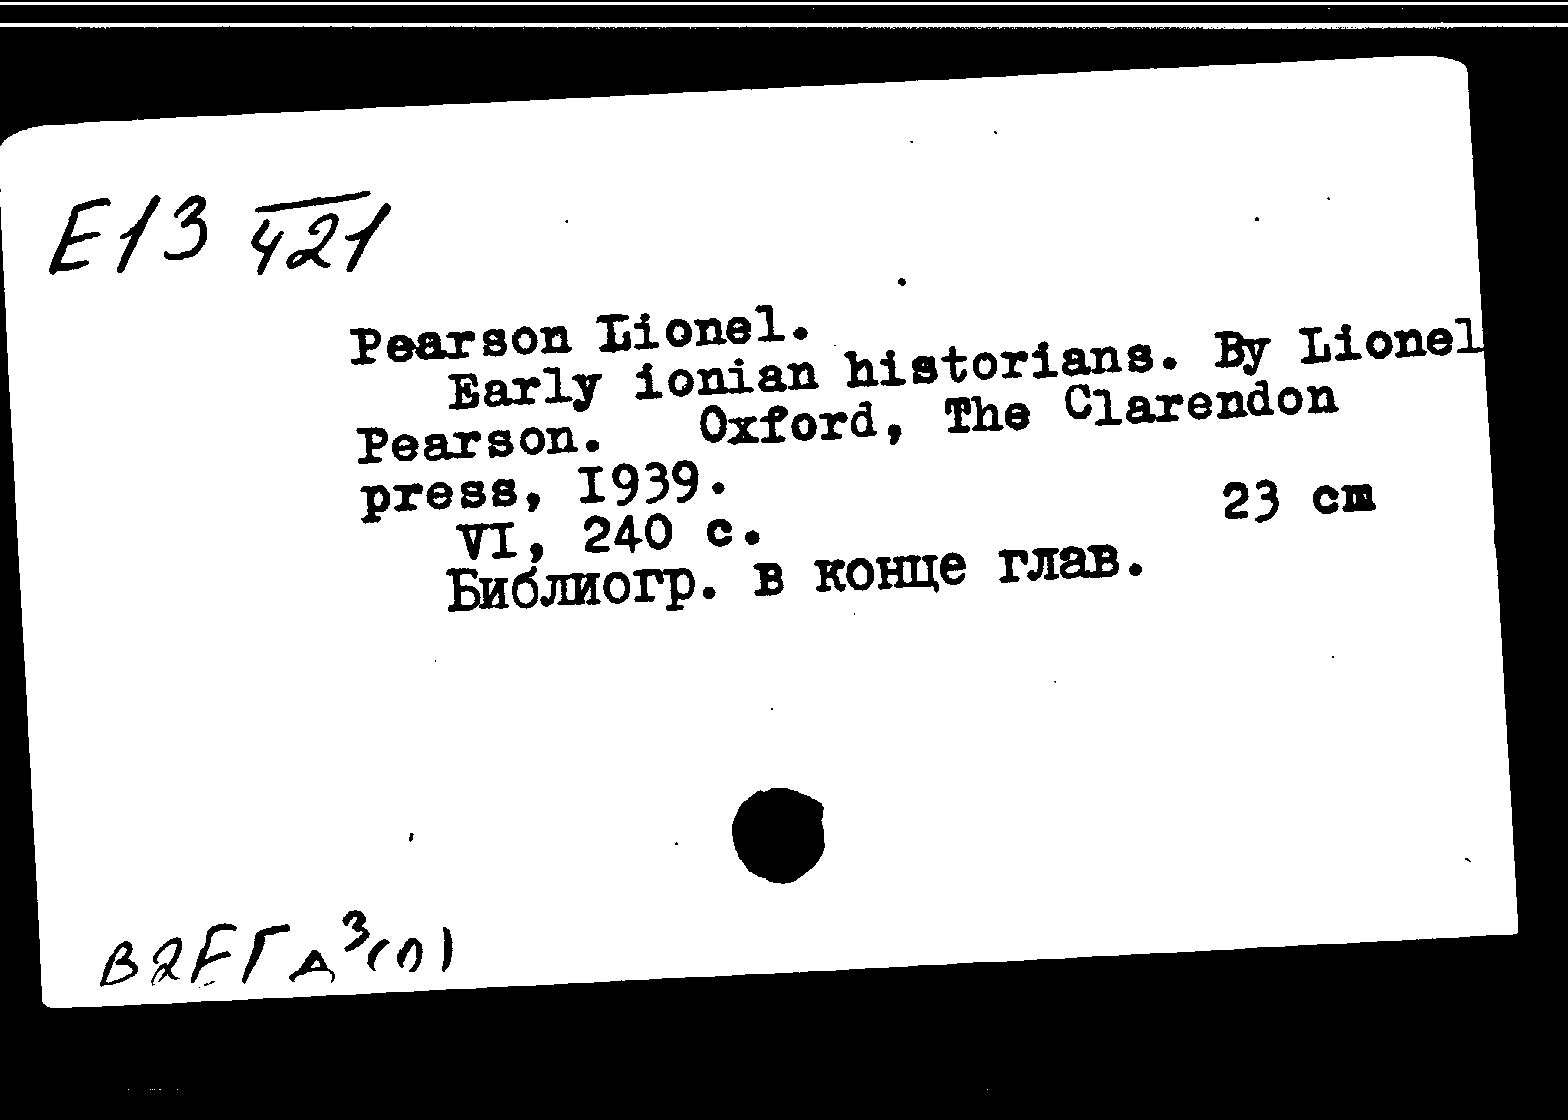 E13 421
Pearson Lionel.
Early ionian historians. By Lionel
Pearson. Oxford, The Clarendon
press, I939.
VI, 240 с. 23 cm
Библиогр. в конце глав.